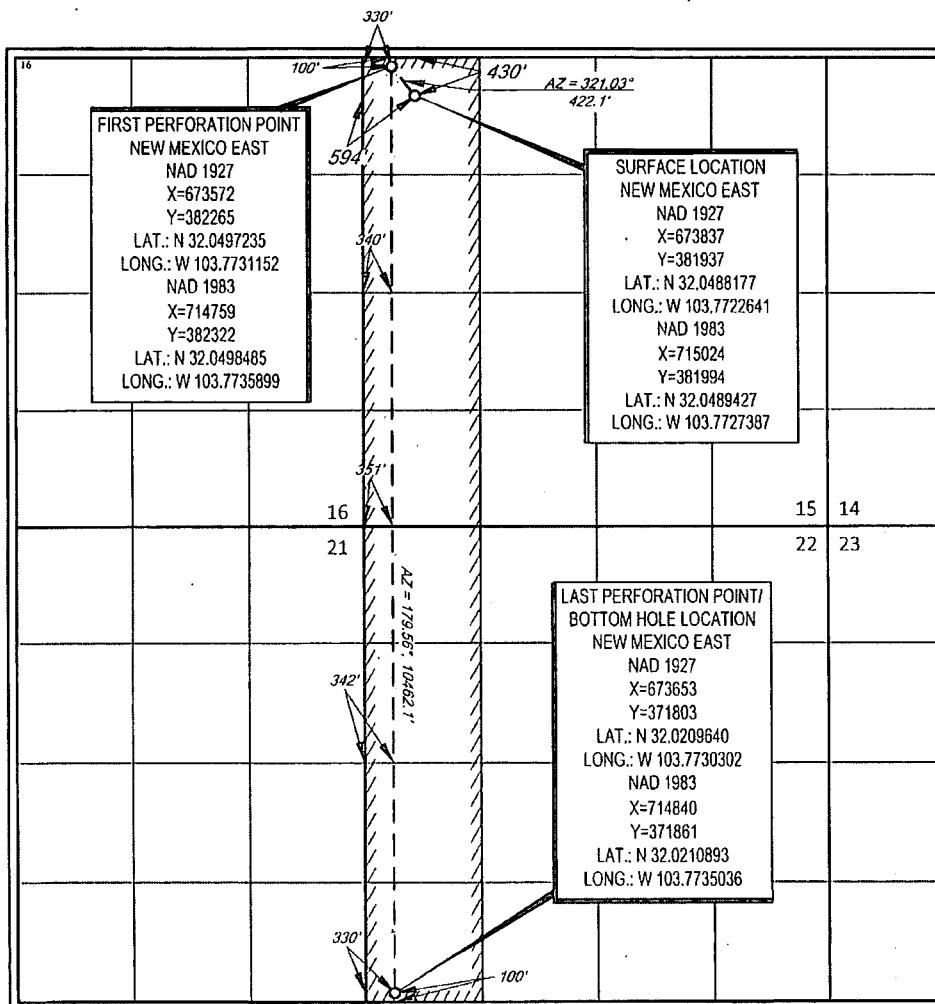 330'
16
100'
430'
AZ = 321.03°
422.1'
FIRST PERFORATION POINT
NEW MEXICO EAST
NAD 1927
X=673572
Y=382265
LAT.: N 32.0497235
LONG.: W 103.7731152
NAD 1983
X=714759
Y=382322
LAT.: N 32.0498485
LONG.: W 103.7735899
594'
SURFACE LOCATION
NEW MEXICO EAST
NAD 1927
X=673837
Y=381937
LAT.: N 32.0488177
LONG.: W 103.7722641
NAD 1983
X=715024
Y=381994
LAT.: N 32.0489427
LONG.: W 103.7727387
340'
351'
16
15 14
21
22 23
AZ = 179.56°, 10462.1'
LAST PERFORATION POINT/
BOTTOM HOLE LOCATION
NEW MEXICO EAST
NAD 1927
X=673653
Y=371803
LAT.: N 32.0209640
LONG.: W 103.7730302
NAD 1983
X=714840
Y=371861
LAT.: N 32.0210893
LONG.: W 103.7735036
342'
330'
100'